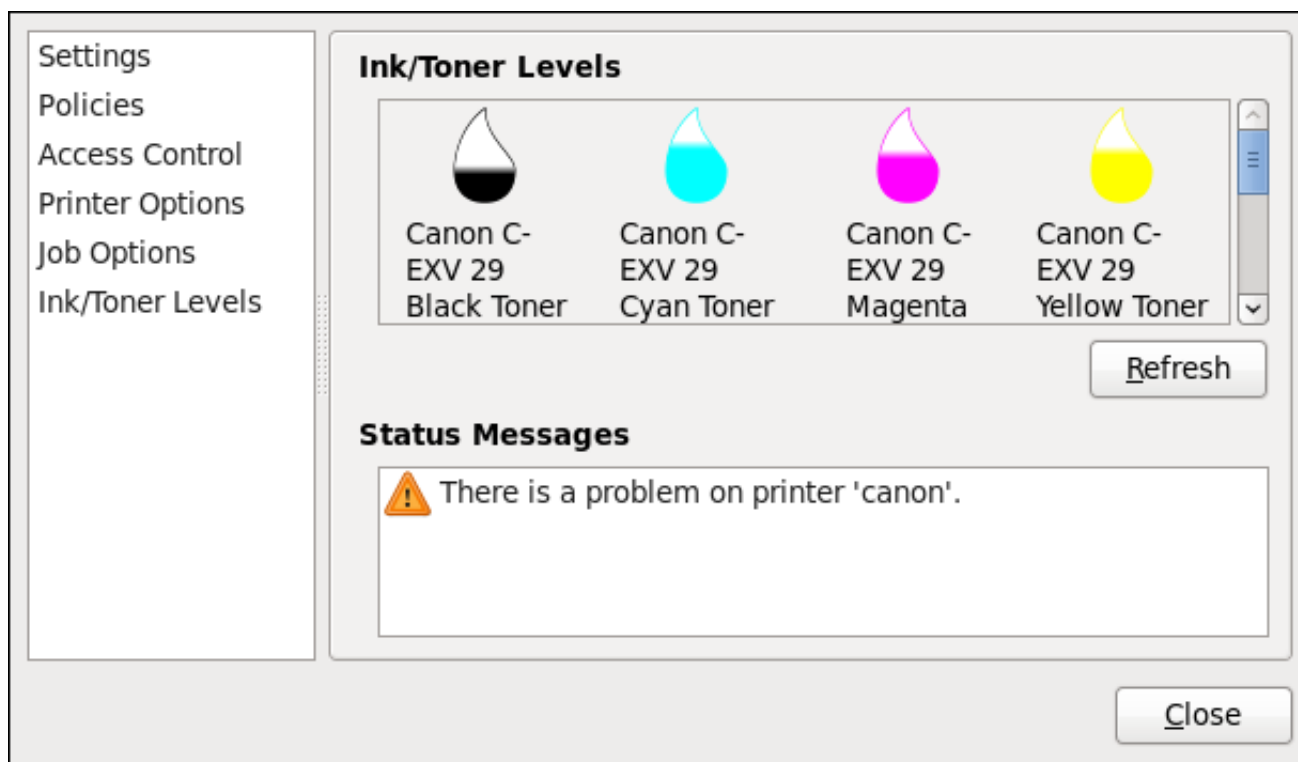 Settings
Policies
Access Control
Printer Options
Job Options
Ink/Toner Levels
Ink/Toner Levels
Canon C-
EXV 29
Black Toner
Canon C-
EXV 29
Cyan Toner
Canon C-
EXV 29
Magenta
Canon C-
EXV 29
Yellow Toner
Refresh
Status Messages
There is a problem on printer 'canon'.
Close